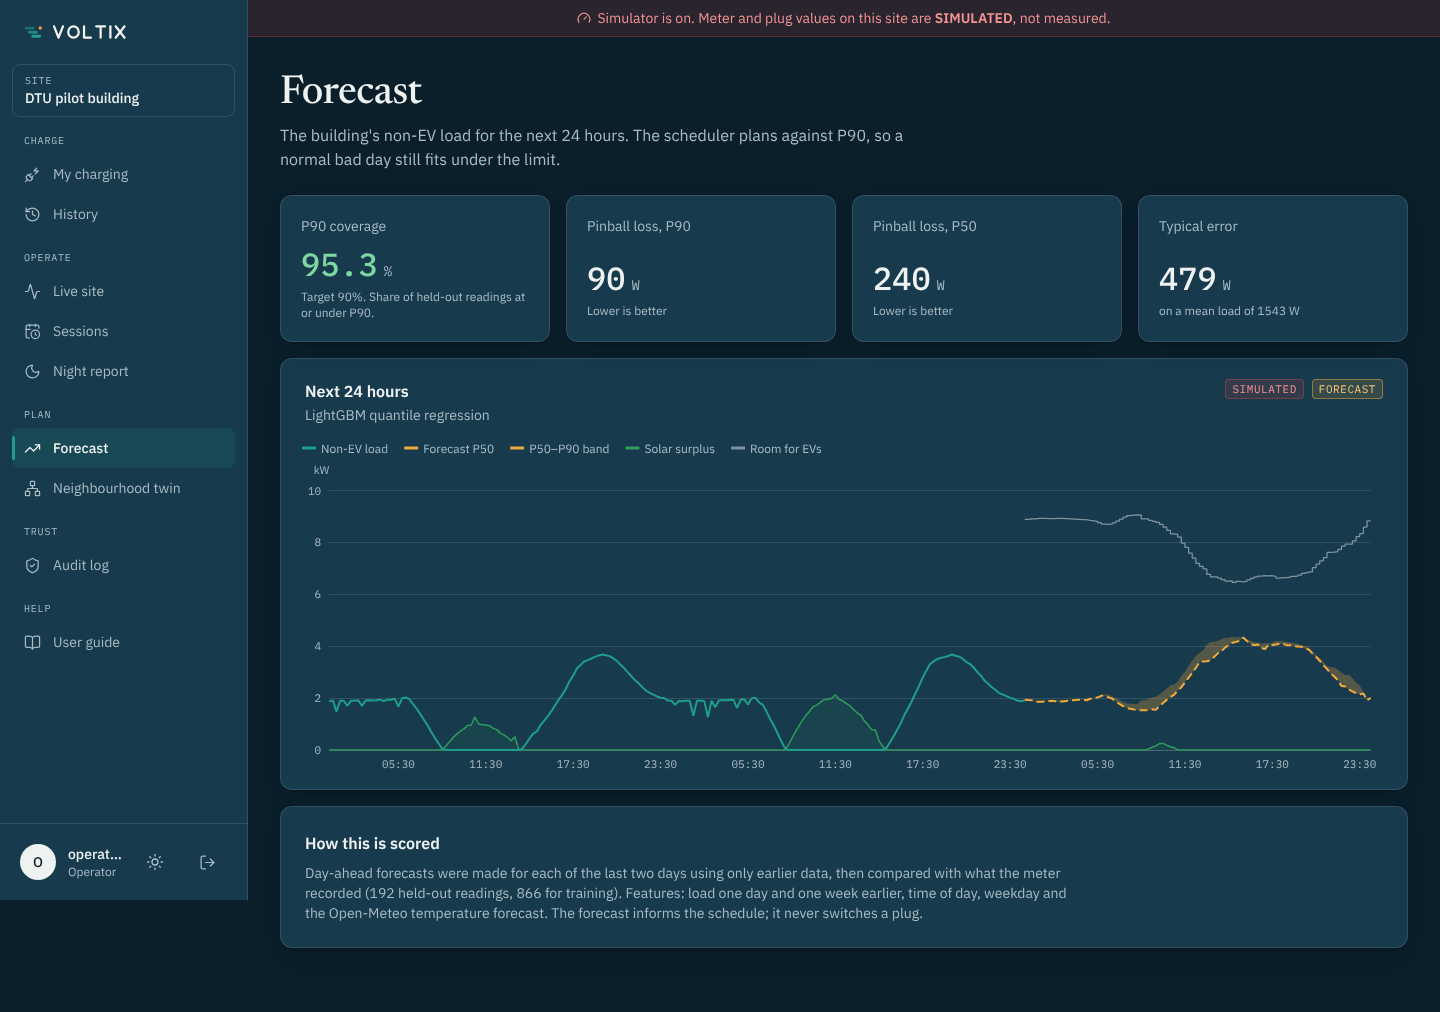 VOLTIX
Simulator is on. Meter and plug values on this site are SIMULATED, not measured.
SITE
DTU pilot building
CHARGE
My charging
History
OPERATE
Live site
Sessions
Night report
PLAN
Forecast
Neighbourhood twin
TRUST
Audit log
HELP
User guide
O
operat...
Operator
Forecast
The building's non-EV load for the next 24 hours. The scheduler plans against P90, so a
normal bad day still fits under the limit.
P90 coverage
95.3 %
Target 90%. Share of held-out readings at
or under P90.
Pinball loss, P90
90 W
Lower is better
Pinball loss, P50
240 W
Lower is better
Typical error
479 W
on a mean load of 1543 W
Next 24 hours
LightGBM quantile regression
SIMULATED
FORECAST
Non-EV load
Forecast P50
P50–P90 band
Solar surplus
Room for EVs
kW
10
8
6
4
2
0
05:30 11:30 17:30 23:30 05:30 11:30 17:30 23:30 05:30 11:30 17:30 23:30
How this is scored
Day-ahead forecasts were made for each of the last two days using only earlier data, then compared with what the meter
recorded (192 held-out readings, 866 for training). Features: load one day and one week earlier, time of day, weekday and
the Open-Meteo temperature forecast. The forecast informs the schedule; it never switches a plug.